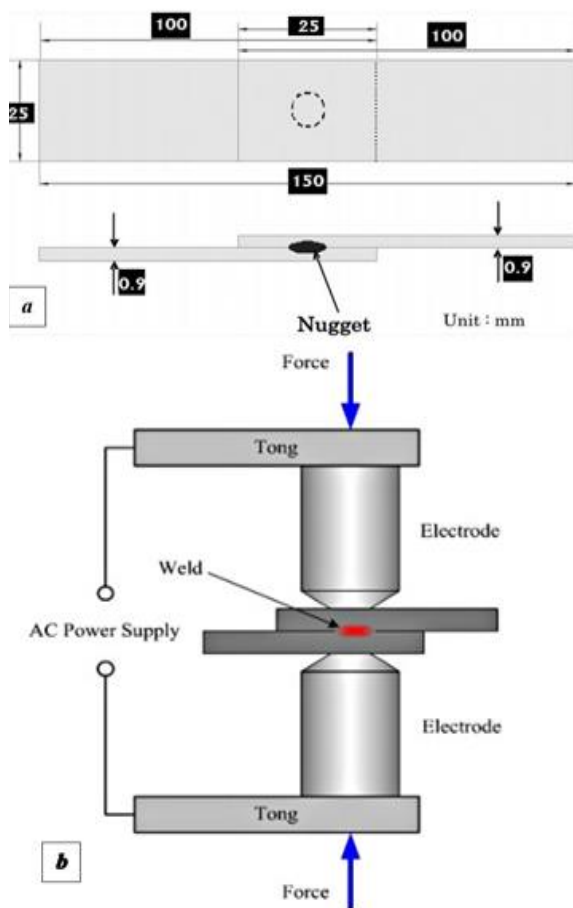 100
25
100
25
150
0.9
0.9
a
Nugget
Unit : mm
Force
Tong
Electrode
Weld
AC Power Supply
Electrode
Tong
b
Force